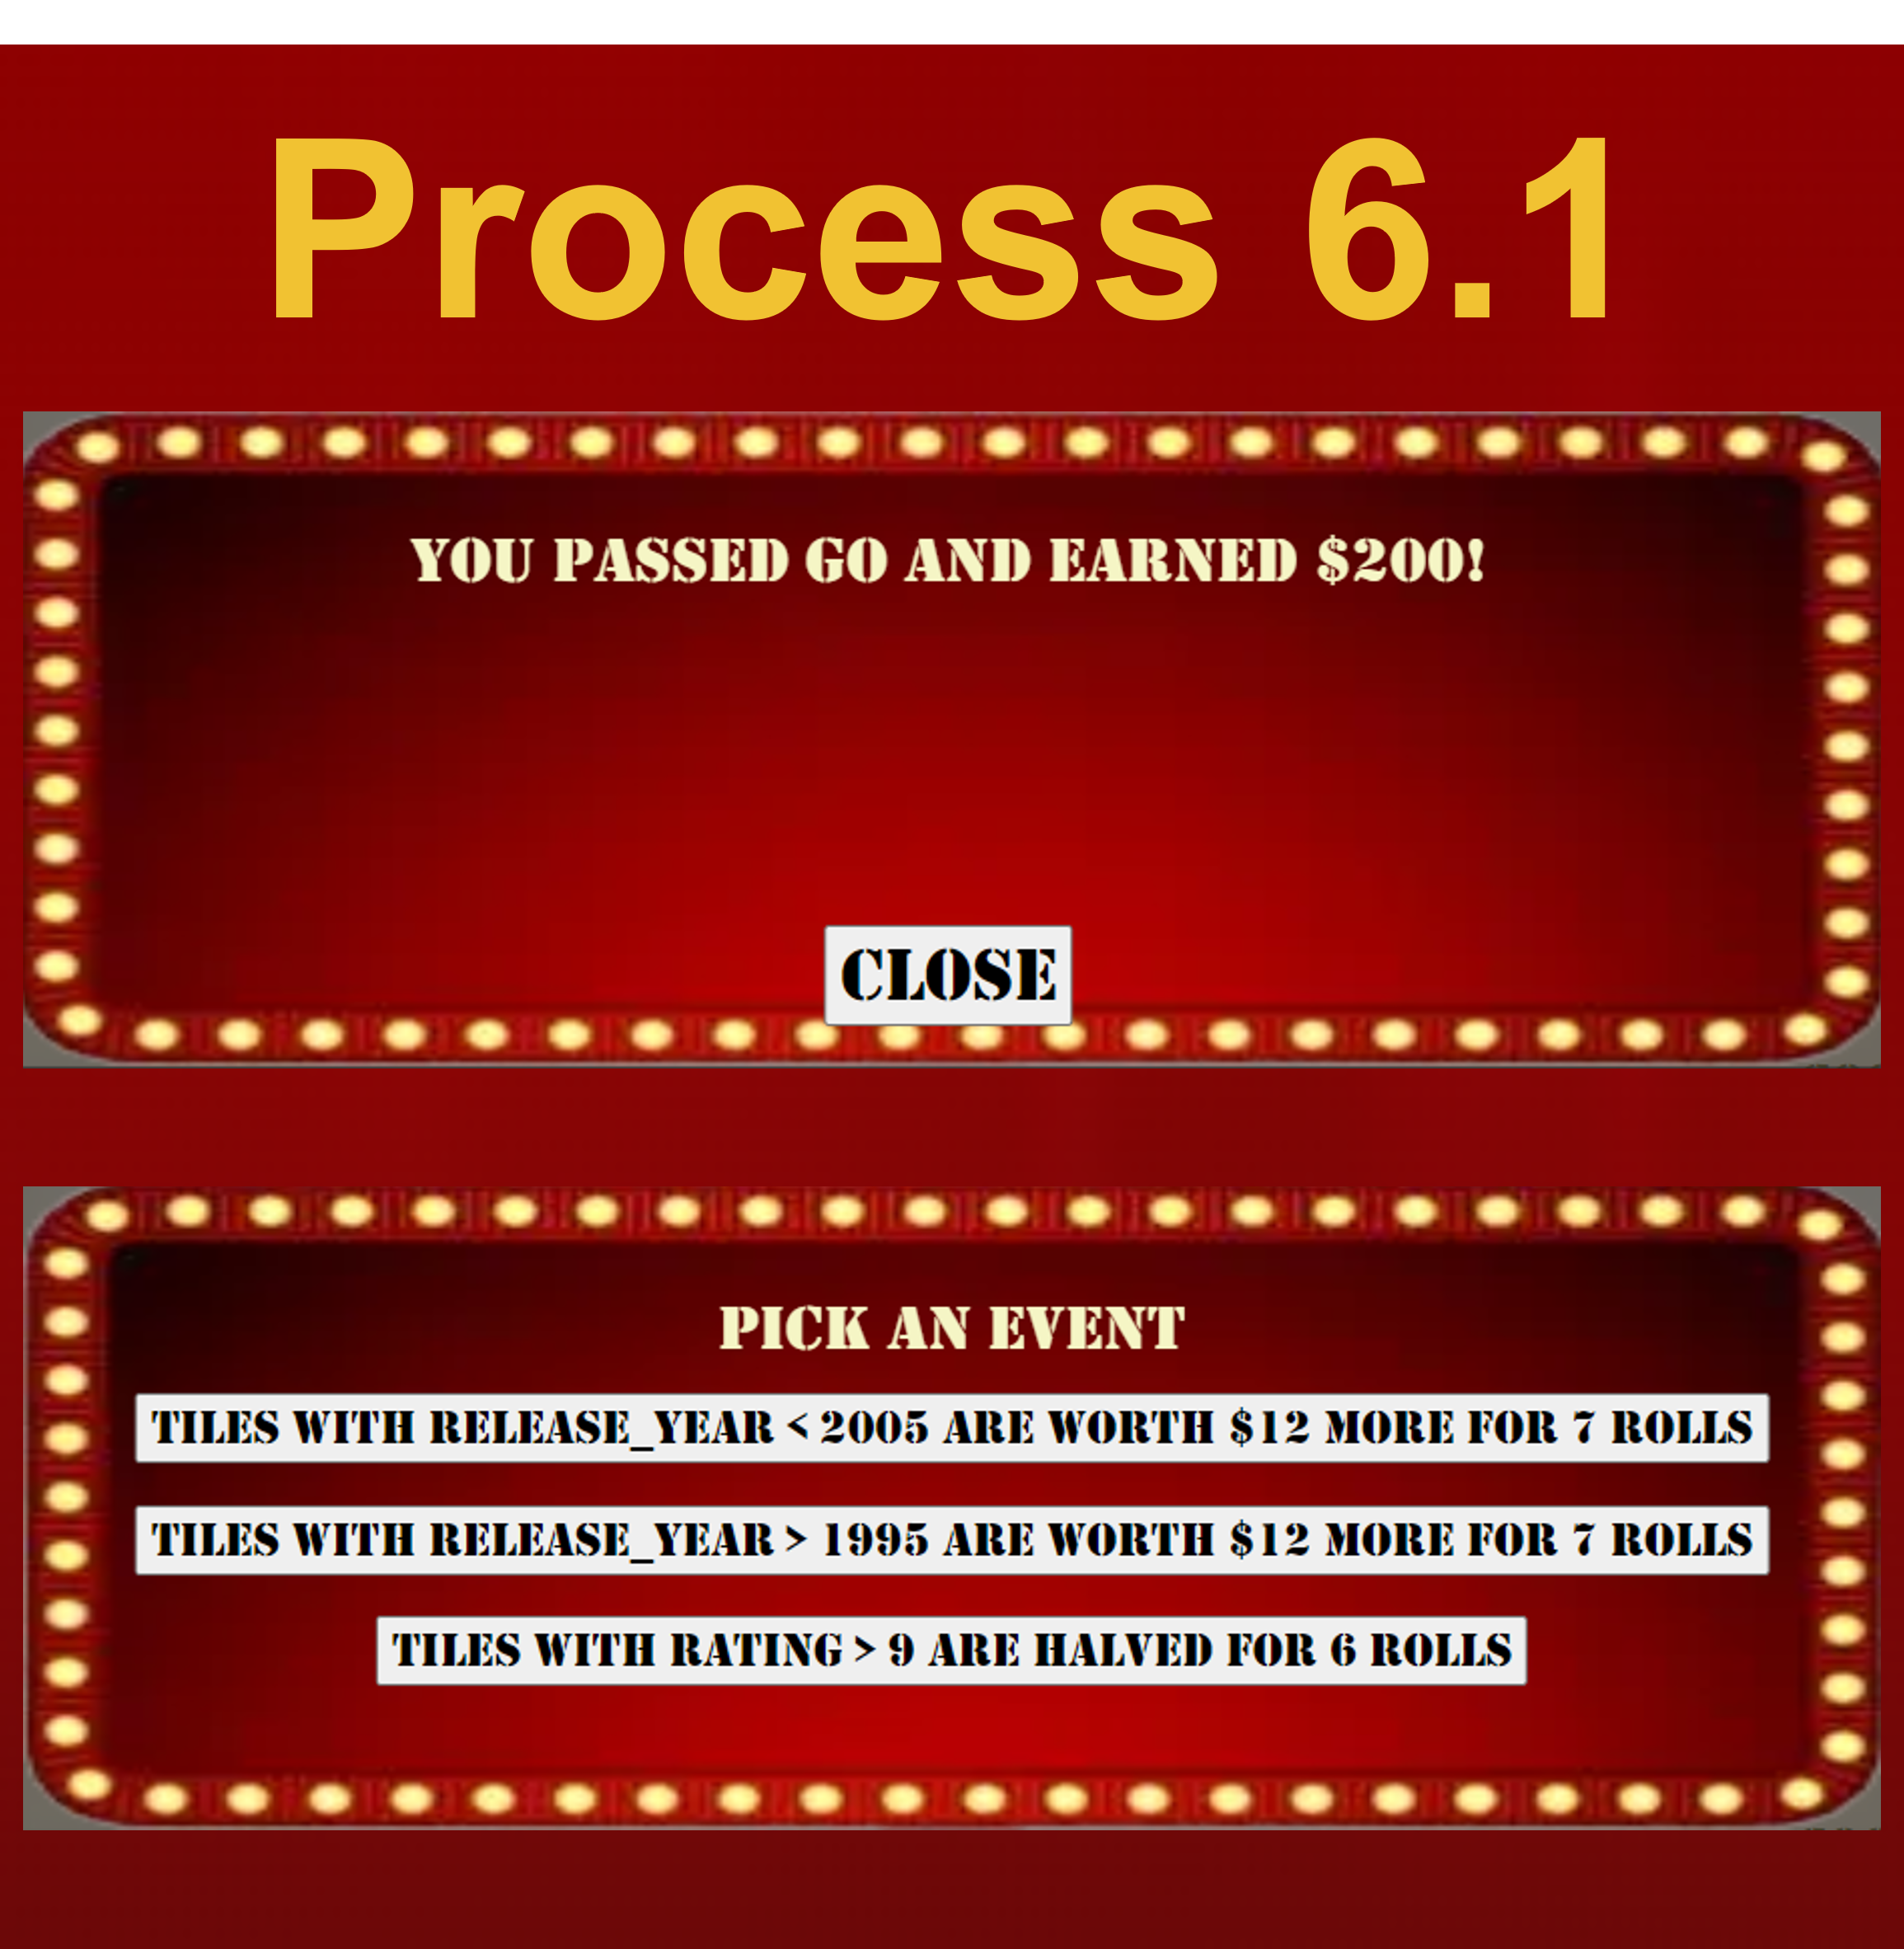 Process 6.1
YOU PASSED GO AND EARNED $200!
CLOSE
PICK AN EVENT
TILES WITH RELEASE_YEAR < 2005 ARE WORTH $12 MORE FOR 7 ROLLS
TILES WITH RELEASE_YEAR > 1995 ARE WORTH $12 MORE FOR 7 ROLLS
TILES WITH RATING > 9 ARE HALVED FOR 6 ROLLS